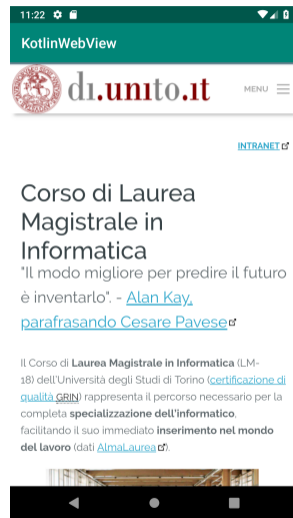 11:22
KotlinWebView
di.unito.it
MENU
INTRANET
Corso di Laurea
Magistrale in
Informatica
"Il modo migliore per predire il futuro
è inventarlo". - Alan Kay,
parafrasando Cesare Pavese
Il Corso di Laurea Magistrale in Informatica (LM-
18) dell'Università degli Studi di Torino (certificazione di
qualità GRIN) rappresenta il percorso necessario per la
completa specializzazione dell'informatico,
facilitando il suo immediato inserimento nel mondo
del lavoro (dati AlmaLaurea).